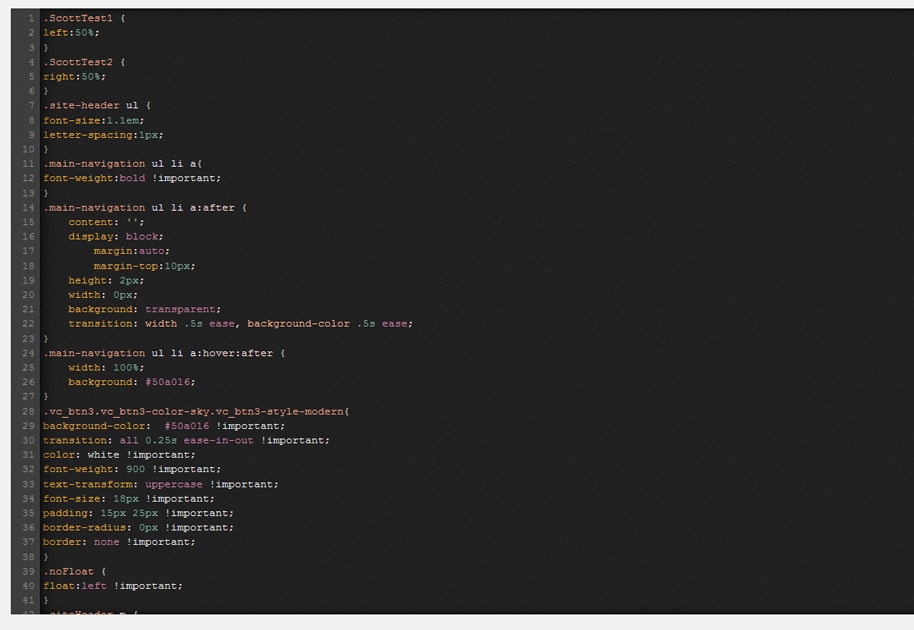 1 .ScottTest1 {
2 left:50%;
3 }
4 .ScottTest2 {
5 right:50%;
6 }
7 .site-header ul {
8 font-size:1.1em;
9 letter-spacing:1px;
10 }
11 .main-navigation ul li a{
12 font-weight:bold !important;
13 }
14 .main-navigation ul li a:after {
15     content: '';
16     display: block;
17         margin:auto;
18         margin-top:10px;
19     height: 2px;
20     width: 0px;
21     background: transparent;
22     transition: width .5s ease, background-color .5s ease;
23 }
24 .main-navigation ul li a:hover:after {
25     width: 100%;
26     background: #50a016;
27 }
28 .vc_btn3.vc_btn3-color-sky.vc_btn3-style-modern{
29 background-color:  #50a016 !important;
30 transition: all 0.25s ease-in-out !important;
31 color: white !important;
32 font-weight: 900 !important;
33 text-transform: uppercase !important;
34 font-size: 18px !important;
35 padding: 15px 25px !important;
36 border-radius: 0px !important;
37 border: none !important;
38 }
39 .noFloat {
40 float:left !important;
41 }
42 .siteHeader p {